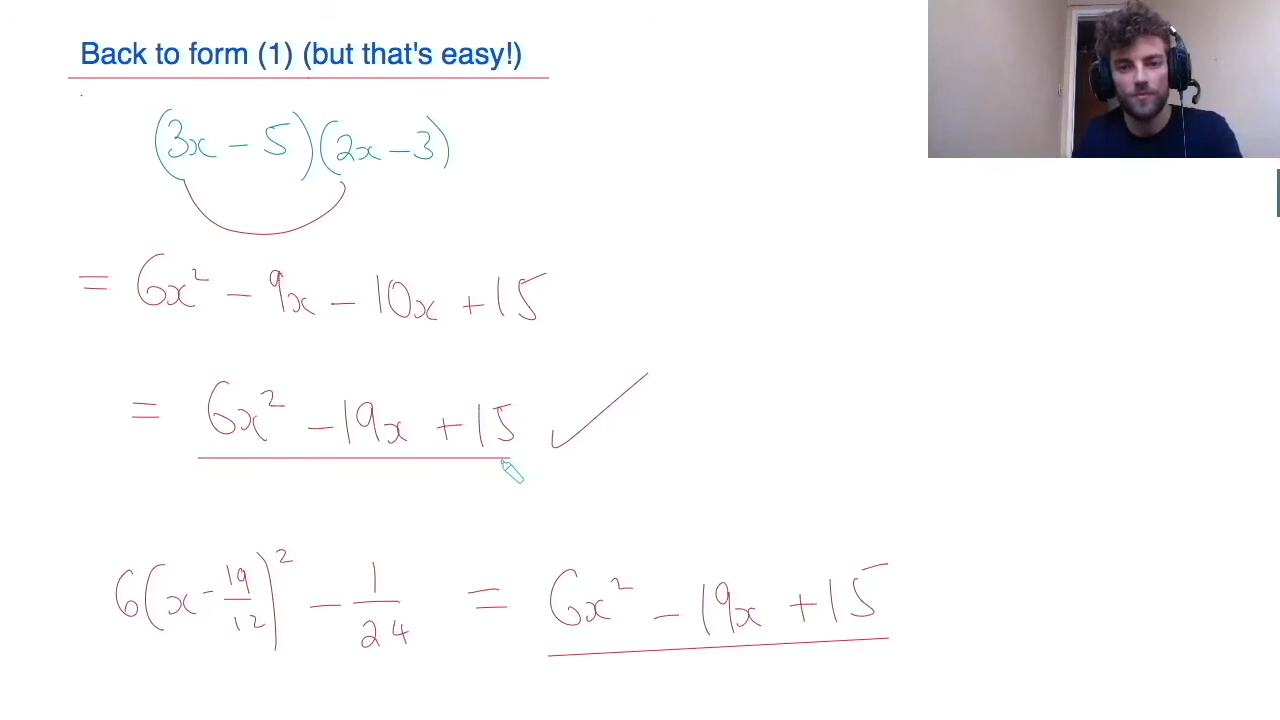 Back to form (1) (but that's easy!)
(3x - 5)(2x - 3)
= 6x² - 9x - 10x + 15
= 6x² - 19x + 15 ✓
6(x - 19/12)² - 1/24 = 6x² - 19x + 15